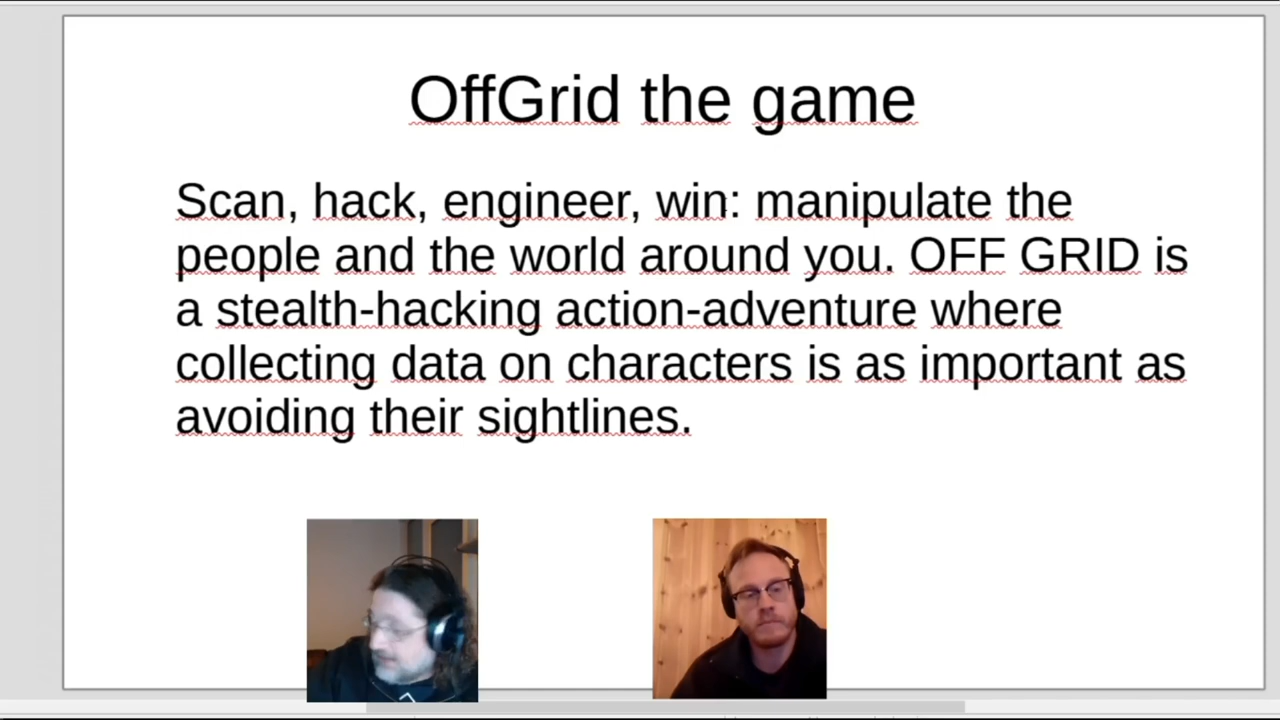 OffGrid the game
Scan, hack, engineer, win: manipulate the
people and the world around you. OFF GRID is
a stealth-hacking action-adventure where
collecting data on characters is as important as
avoiding their sightlines.